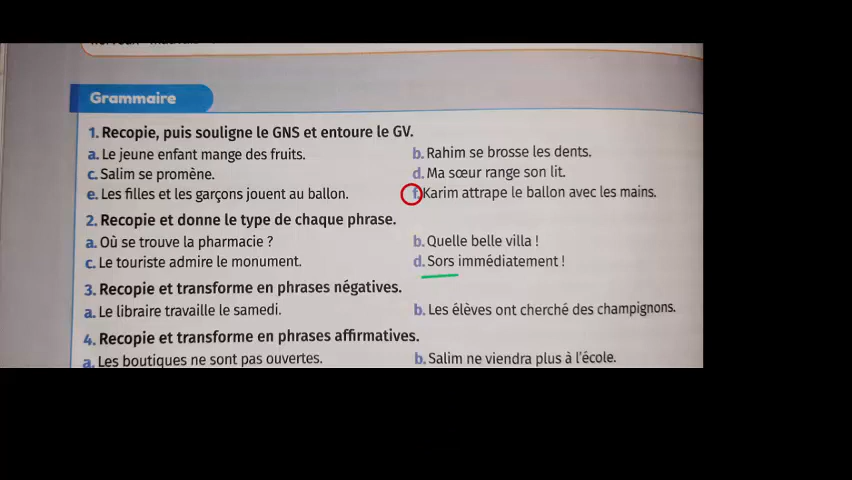 Grammaire
1. Recopie, puis souligne le GNS et entoure le GV.
a. Le jeune enfant mange des fruits. b. Rahim se brosse les dents.
c. Salim se promène. d. Ma sœur range son lit.
e. Les filles et les garçons jouent au ballon. f. Karim attrape le ballon avec les mains.
2. Recopie et donne le type de chaque phrase.
a. Où se trouve la pharmacie ? b. Quelle belle villa !
c. Le touriste admire le monument. d. Sors immédiatement !
3. Recopie et transforme en phrases négatives.
a. Le libraire travaille le samedi. b. Les élèves ont cherché des champignons.
4. Recopie et transforme en phrases affirmatives.
a. Les boutiques ne sont pas ouvertes. b. Salim ne viendra plus à l'école.